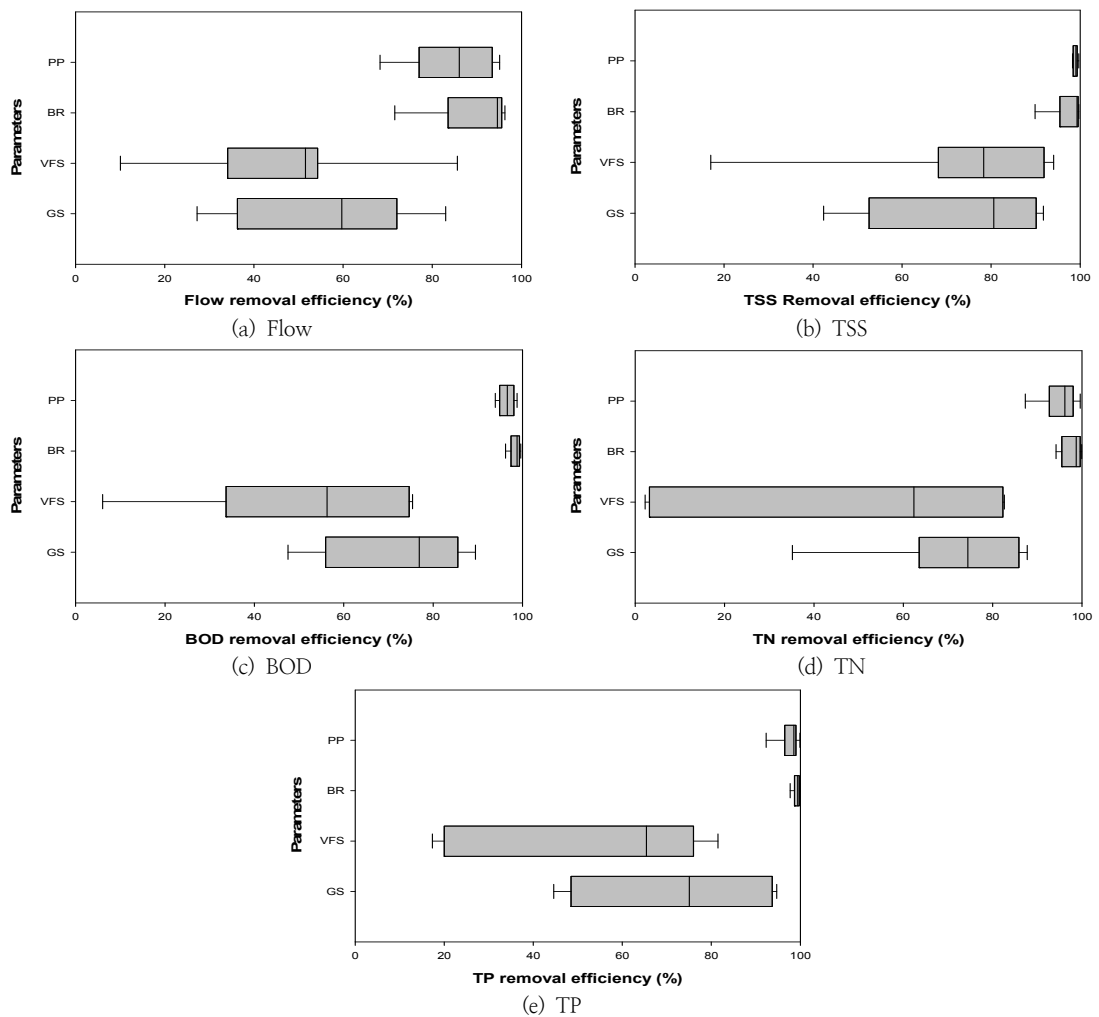 Parameters
PP
BR
VFS
GS
0 20 40 60 80 100
Flow removal efficiency (%)
(a) Flow
Parameters
PP
BR
VFS
GS
0 20 40 60 80 100
TSS Removal efficiency (%)
(b) TSS
Parameters
PP
BR
VFS
GS
0 20 40 60 80 100
BOD removal efficiency (%)
(c) BOD
Parameters
PP
BR
VFS
GS
0 20 40 60 80 100
TN removal efficiency (%)
(d) TN
Parameters
PP
BR
VFS
GS
0 20 40 60 80 100
TP removal efficiency (%)
(e) TP